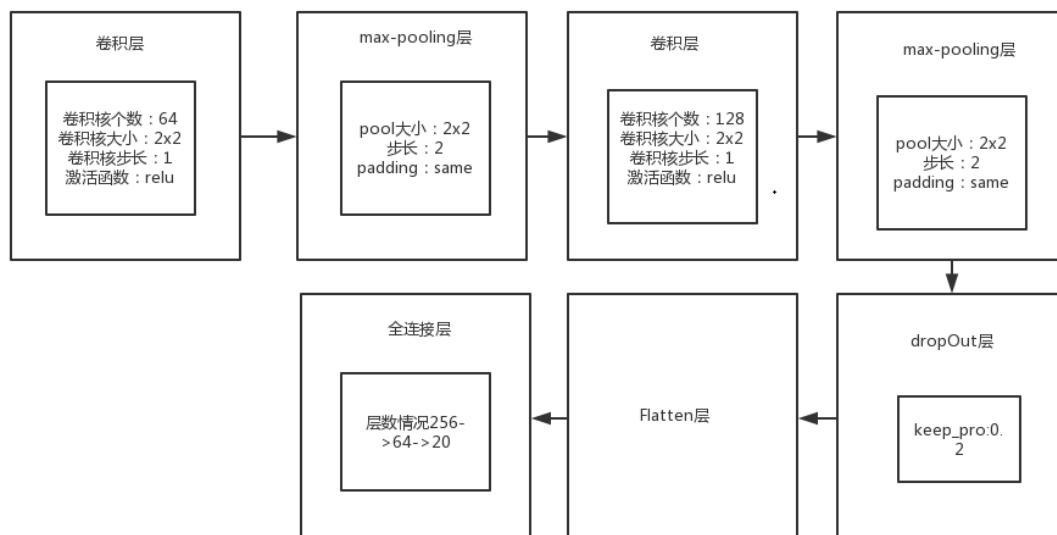 卷积层
卷积核个数：64
卷积核大小：2x2
卷积核步长：1
激活函数：relu
max-pooling层
pool大小：2x2
步长：2
padding：same
卷积层
卷积核个数：128
卷积核大小：2x2
卷积核步长：1
激活函数：relu
max-pooling层
pool大小：2x2
步长：2
padding：same
dropOut层
keep_pro:0.
2
Flatten层
全连接层
层数情况256-
>64->20